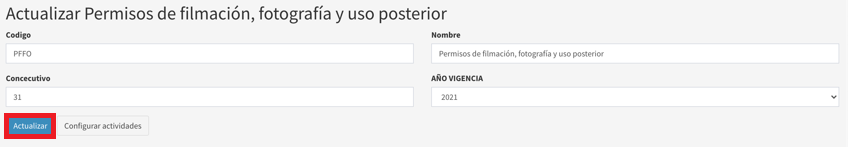 Actualizar Permisos de filmación, fotografía y uso posterior
Codigo
Nombre
PFFO
Permisos de filmación, fotografía y uso posterior
Concecutivo
AÑO VIGENCIA
31
2021
Actualizar
Configurar actividades